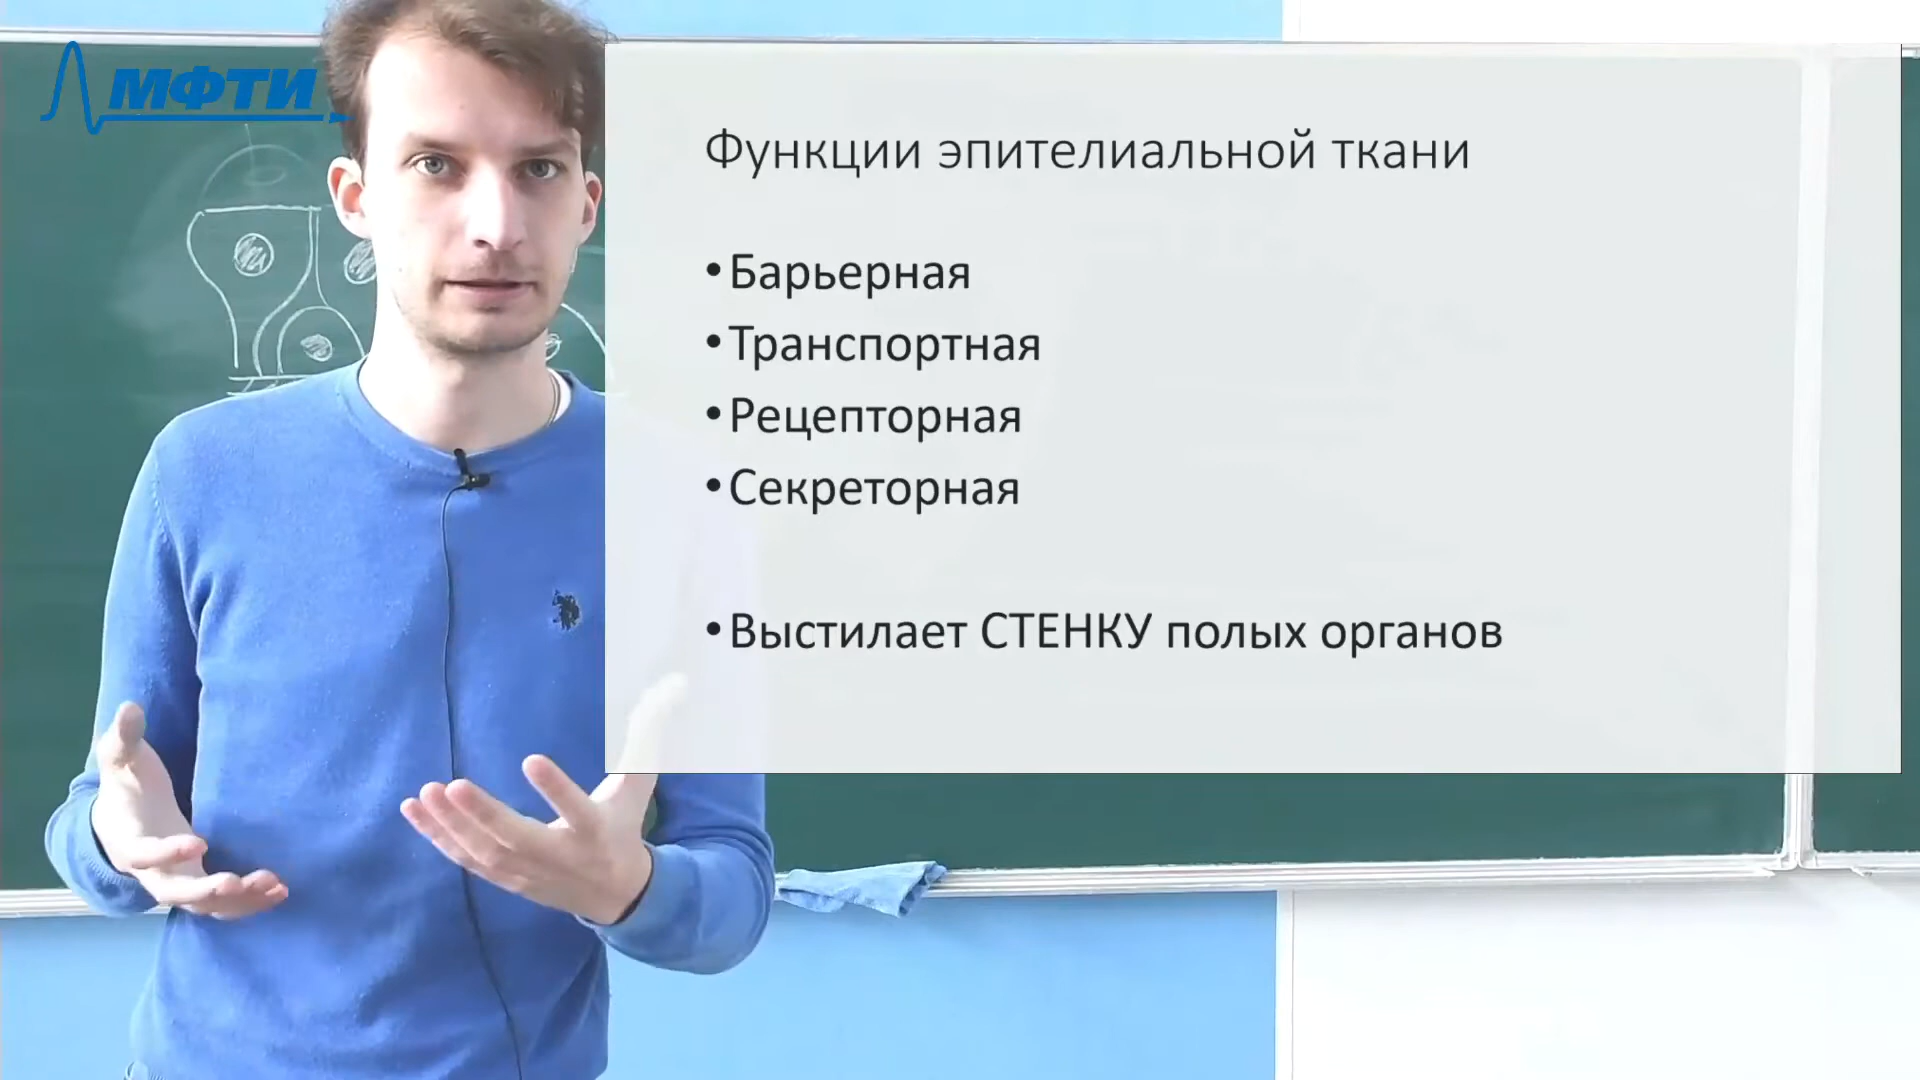 МФТИ
Функции эпителиальной ткани
• Барьерная
• Транспортная
• Рецепторная
• Секреторная
• Выстилает СТЕНКУ полых органов